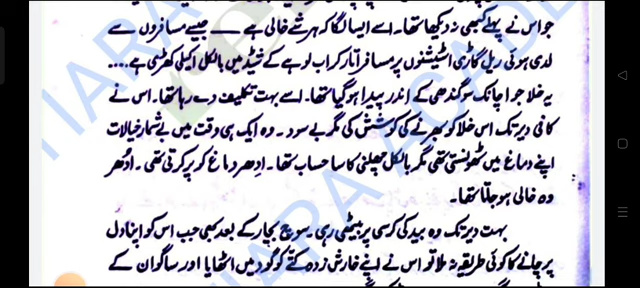 جو اس نے پہلے کبھی نہ دیکھا تھا۔ اسے ایسا لگا کہ ہر شے خالی ہے ـــــ جیسے مسافروں سے
لدی ہوئی ریل گاڑی اسٹیشنوں پر مسافر اتار کر اب لوہے کے شیڈ میں بالکل اکیلی کھڑی ہے....
یہ خلا جو اچانک سوگندھی کے اندر پیدا ہو گیا تھا۔ اسے بہت تکلیف دے رہا تھا۔ اس نے
کافی دیر تک اس خلا کو بھرنے کی کوشش کی مگر بے سود۔ وہ ایک ہی وقت میں بے شمار خیالات
اپنے دماغ میں ٹھونستی تھی مگر بالکل چھلنی کا سا حساب تھا۔ اِدھر دماغ کو پر کرتی تھی۔ اُدھر
وہ خالی ہو جاتا تھا۔
بہت دیر تک وہ بید کی کرسی پر بیٹھی رہی۔ سوچ بچار کے بعد بھی جب اس کو اپنا دل
پرچانے کا کوئی طریقہ نہ ملا تو اس نے اپنے خارش زدہ کتے کو گود میں اٹھایا اور ساگوان کے
HARA ACADE